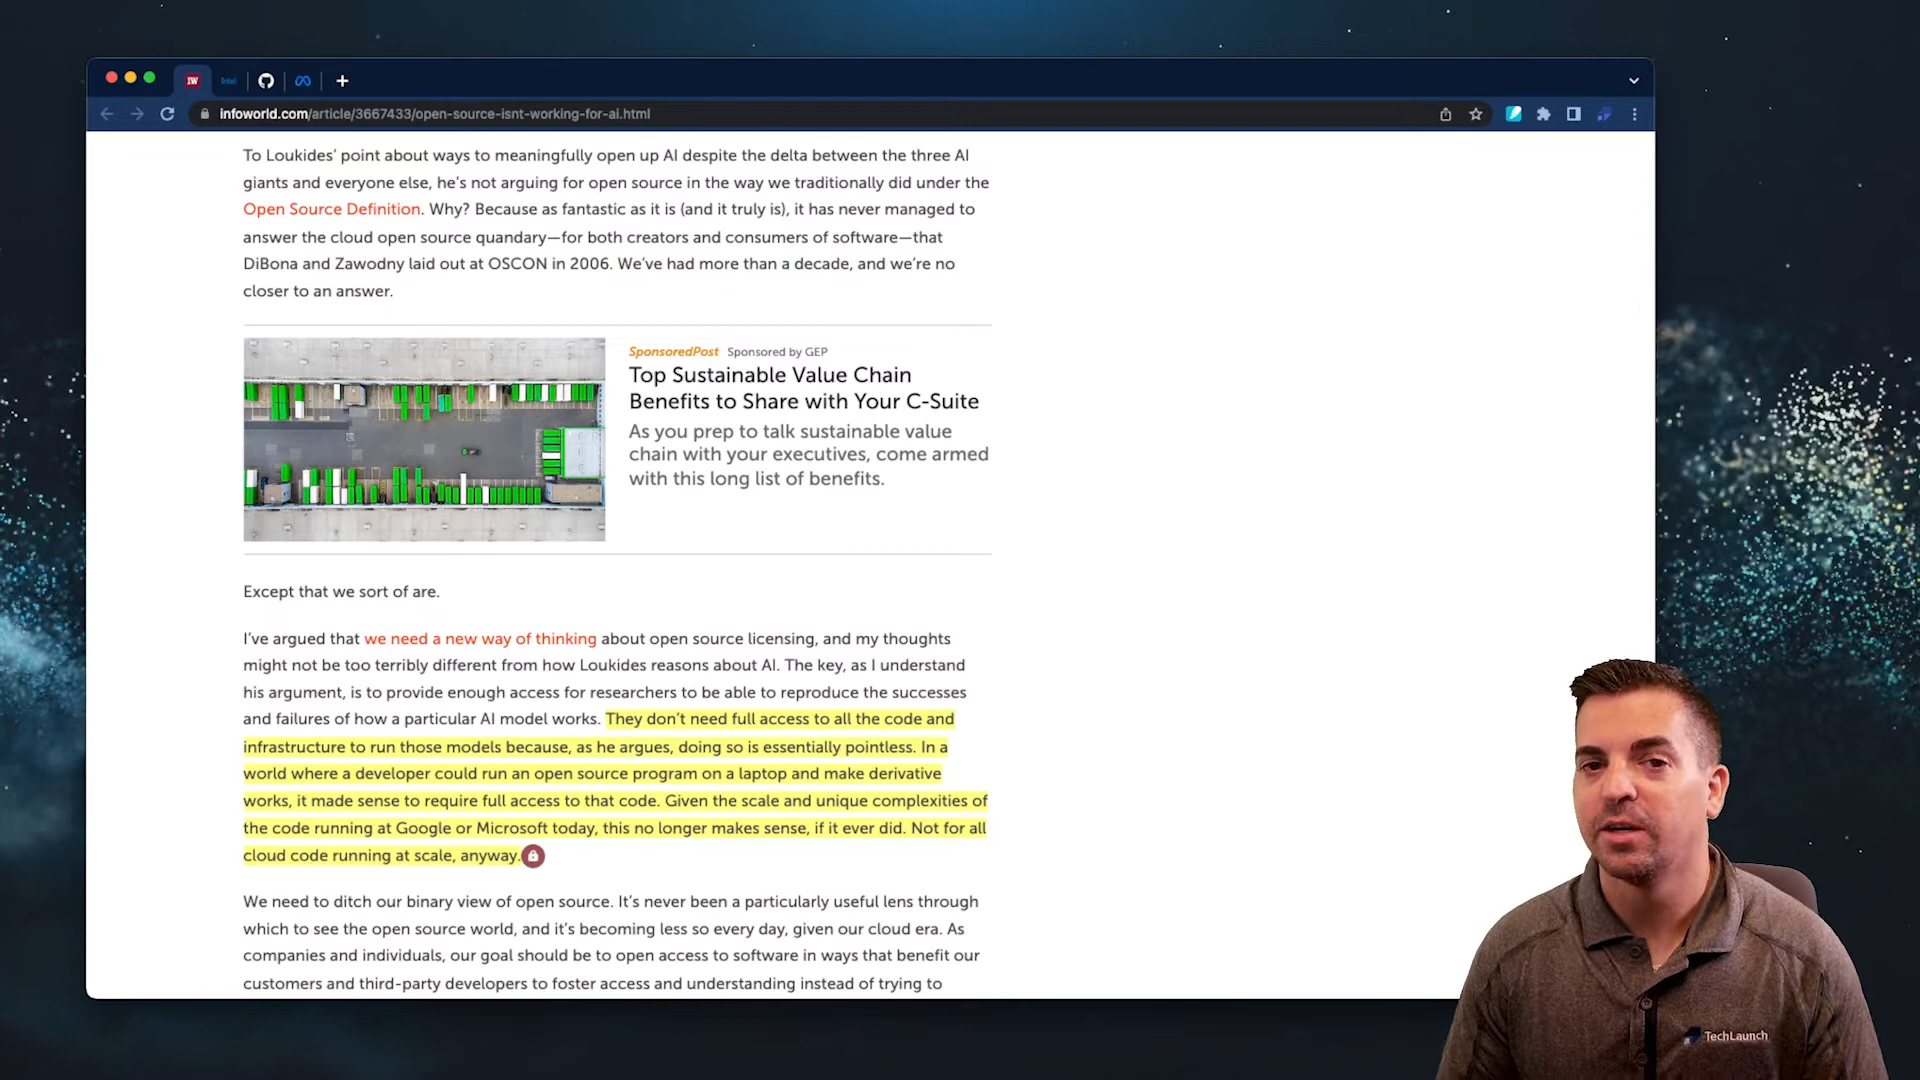 IW
Intel
infoworld.com/article/3667433/open-source-isnt-working-for-ai.html
To Loukides’ point about ways to meaningfully open up AI despite the delta between the three AI
giants and everyone else, he’s not arguing for open source in the way we traditionally did under the
Open Source Definition. Why? Because as fantastic as it is (and it truly is), it has never managed to
answer the cloud open source quandary—for both creators and consumers of software—that
DiBona and Zawodny laid out at OSCON in 2006. We’ve had more than a decade, and we’re no
closer to an answer.
SponsoredPost Sponsored by GEP
Top Sustainable Value Chain
Benefits to Share with Your C-Suite
As you prep to talk sustainable value
chain with your executives, come armed
with this long list of benefits.
Except that we sort of are.
I’ve argued that we need a new way of thinking about open source licensing, and my thoughts
might not be too terribly different from how Loukides reasons about AI. The key, as I understand
his argument, is to provide enough access for researchers to be able to reproduce the successes
and failures of how a particular AI model works. They don’t need full access to all the code and
infrastructure to run those models because, as he argues, doing so is essentially pointless. In a
world where a developer could run an open source program on a laptop and make derivative
works, it made sense to require full access to that code. Given the scale and unique complexities of
the code running at Google or Microsoft today, this no longer makes sense, if it ever did. Not for all
cloud code running at scale, anyway.
We need to ditch our binary view of open source. It’s never been a particularly useful lens through
which to see the open source world, and it’s becoming less so every day, given our cloud era. As
companies and individuals, our goal should be to open access to software in ways that benefit our
customers and third-party developers to foster access and understanding instead of trying to
TechLaunch